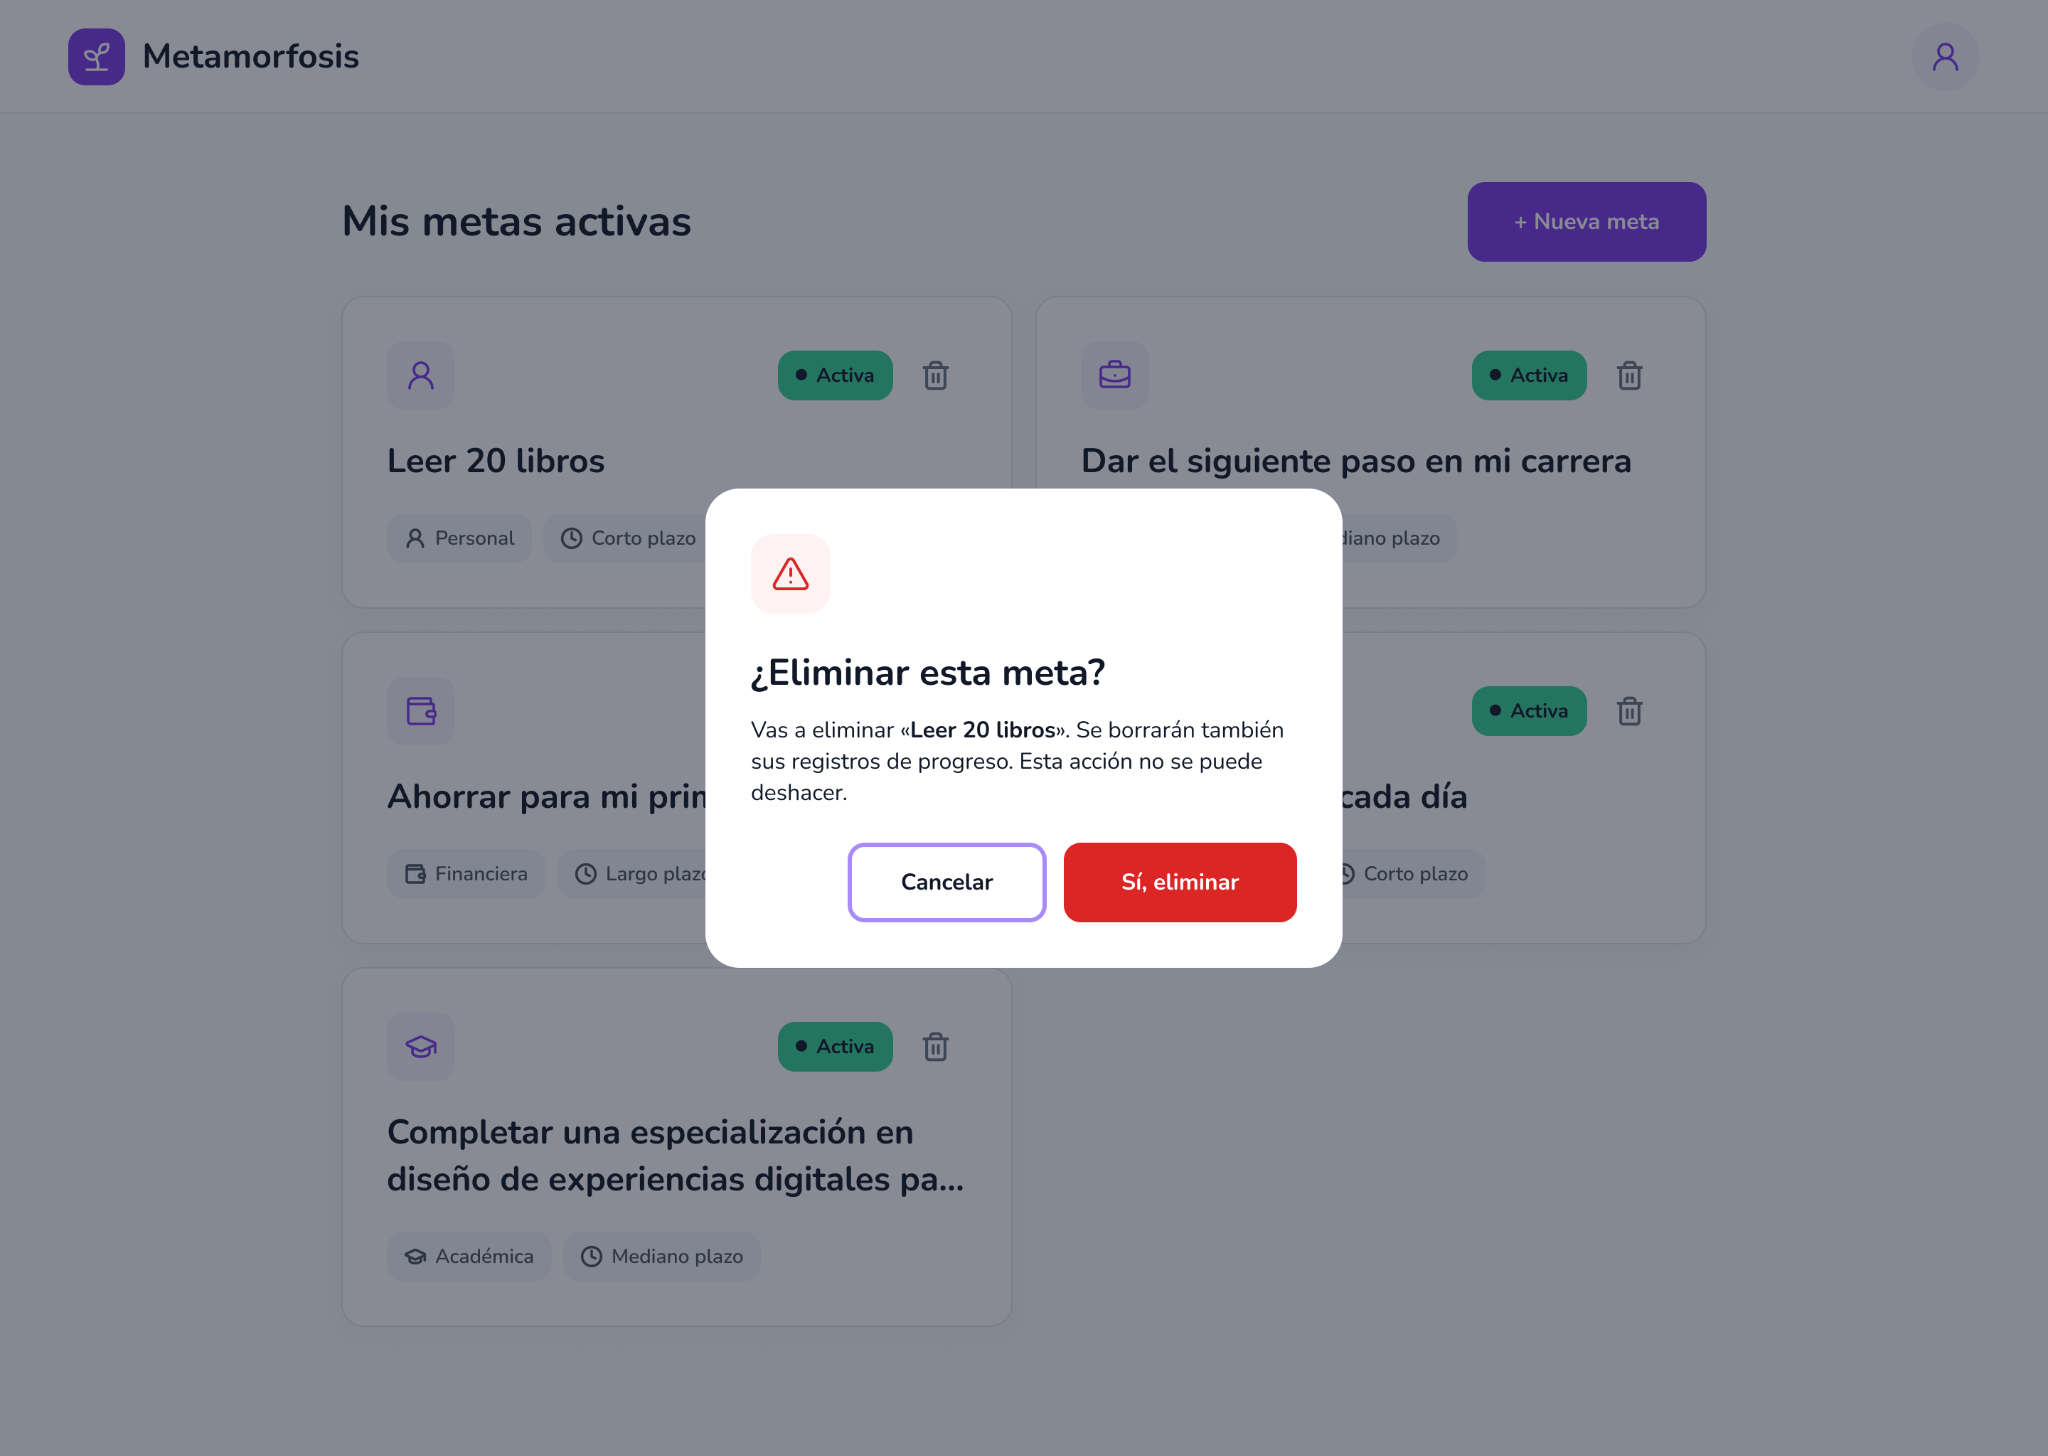 Metamorfosis
Mis metas activas
+ Nueva meta
Activa
Leer 20 libros
Personal
Corto plazo
Activa
Dar el siguiente paso en mi carrera
plazo
¿Eliminar esta meta?
Vas a eliminar «Leer 20 libros». Se borrarán también
sus registros de progreso. Esta acción no se puede
deshacer.
Cancelar
Sí, eliminar
Ahorrar para mi
Financiera
Largo plazo
Activa
cada día
Corto plazo
Activa
Completar una especialización en
diseño de experiencias digitales pa...
Académica
Mediano plazo